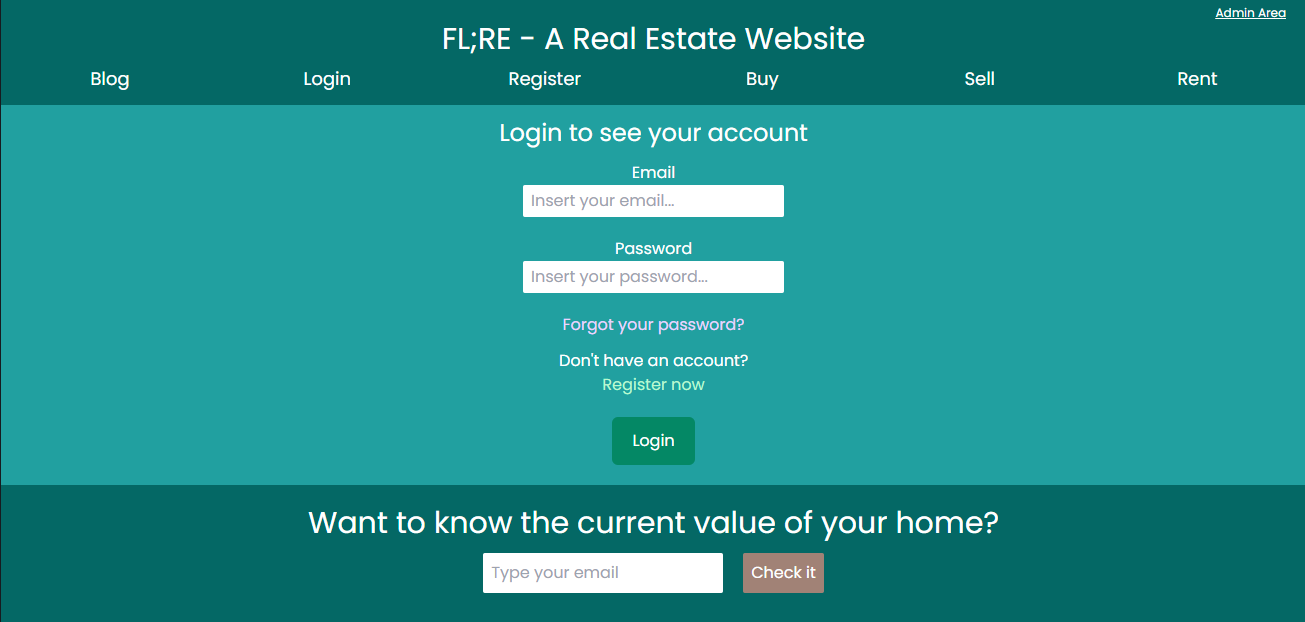 Admin Area
FL;RE - A Real Estate Website
Blog Login Register Buy Sell Rent
Login to see your account
Email
Insert your email...
Password
Insert your password...
Forgot your password?
Don't have an account?
Register now
Login
Want to know the current value of your home?
Type your email Check it